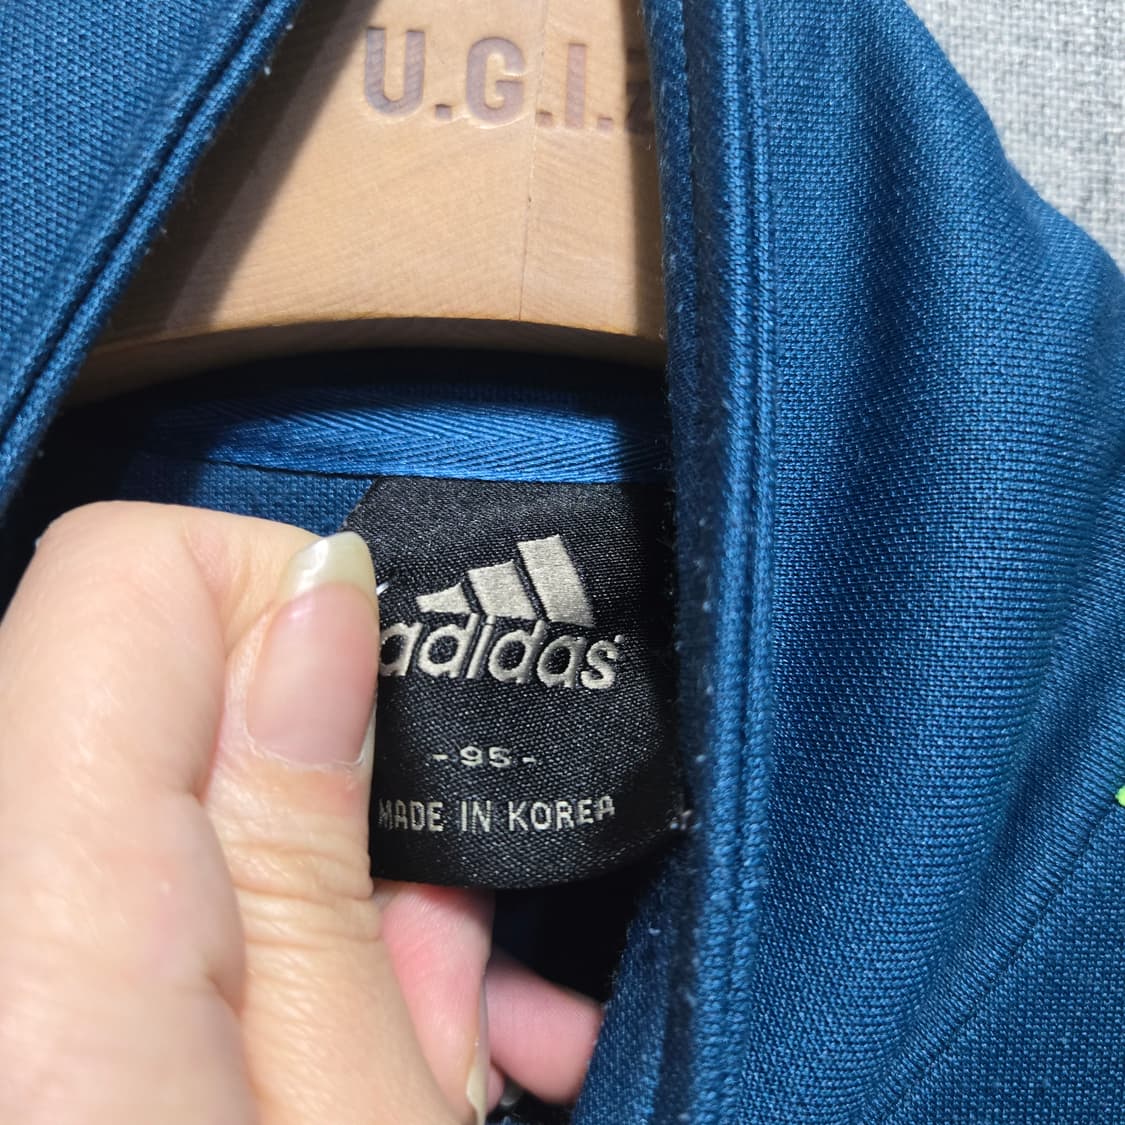 U.G.I.Z
adidas
-95-
MADE IN KOREA